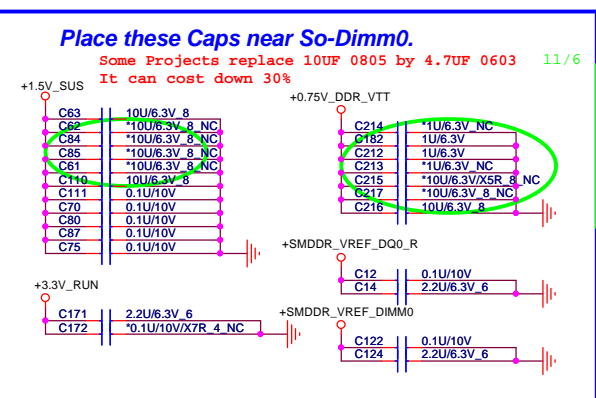 Place these Caps near So-Dimm0.
Some Projects replace 10UF 0805 by 4.7UF 0603 11/6
It can cost down 30%
+1.5V_SUS
C63 10U/6.3V_8
C62 *10U/6.3V_8_NC
C84 *10U/6.3V_8_NC
C85 *10U/6.3V_8_NC
C61 *10U/6.3V_8_NC
C110 10U/6.3V_8
C111 0.1U/10V
C70 0.1U/10V
C80 0.1U/10V
C87 0.1U/10V
C75 0.1U/10V
+3.3V_RUN
C171 2.2U/6.3V_6
C172 *0.1U/10V/X7R_4_NC
+0.75V_DDR_VTT
C214 *1U/6.3V_NC
C182 1U/6.3V
C212 1U/6.3V
C213 *1U/6.3V_NC
C215 *10U/6.3V/X5R_8_NC
C217 *10U/6.3V_8_NC
C216 10U/6.3V_8
+SMDDR_VREF_DQ0_R
C12 0.1U/10V
C14 2.2U/6.3V_6
+SMDDR_VREF_DIMM0
C122 0.1U/10V
C124 2.2U/6.3V_6